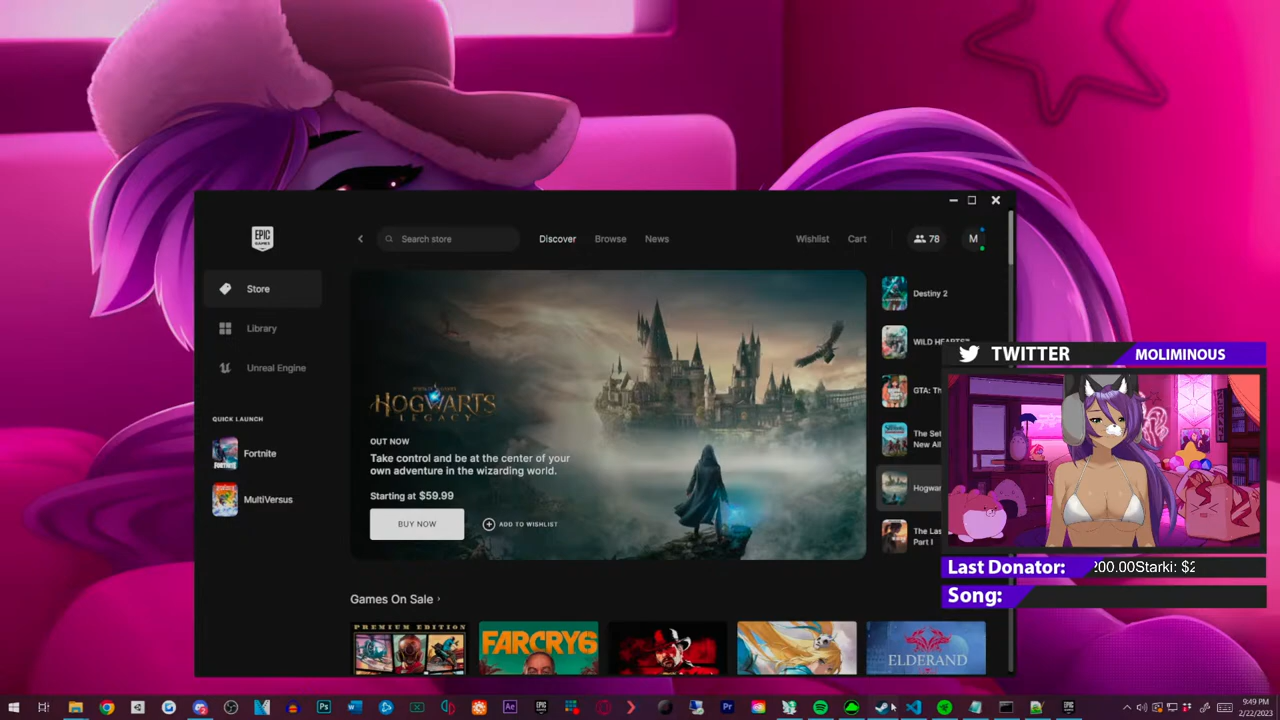 EPIC
GAMES
Search store
Discover
Browse
News
Wishlist
Cart
78
M
Store
Library
Unreal Engine
QUICK LAUNCH
Fortnite
MultiVersus
HOGWARTS
LEGACY
OUT NOW
Take control and be at the center of your
own adventure in the wizarding world.
Starting at $59.99
BUY NOW
ADD TO WISHLIST
Destiny 2
WILD HEARTS
GTA: Th
The Set
New All
Hogwar
The Las
Part I
TWITTER
MOLIMINOUS
Last Donator:
200.00Starki: $2
Song:
Games On Sale
PREMIUM EDITION
FARCRY6
ELDERAND
9:49 PM
2/22/2023